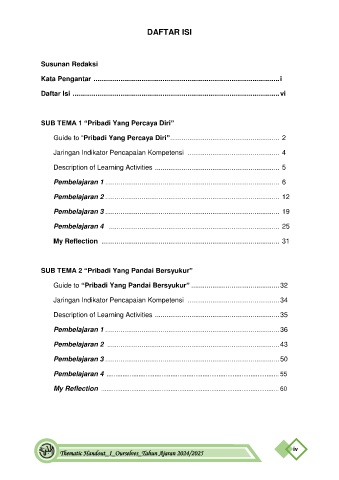 DAFTAR ISI
Susunan Redaksi
Kata Pengantar ........................................................................................ i
Daftar Isi .................................................................................................. vi
SUB TEMA 1 “Pribadi Yang Percaya Diri”
Guide to “Pribadi Yang Percaya Diri” ..................................................... 2
Jaringan Indikator Pencapaian Kompetensi ............................................ 4
Description of Learning Activities ........................................................... 5
Pembelajaran 1 ................................................................................... 6
Pembelajaran 2 ................................................................................... 12
Pembelajaran 3 ................................................................................... 19
Pembelajaran 4 ................................................................................... 25
My Reflection ..................................................................................... 31
SUB TEMA 2 “Pribadi Yang Pandai Bersyukur”
Guide to “Pribadi Yang Pandai Bersyukur” .......................................... 32
Jaringan Indikator Pencapaian Kompetensi ............................................ 34
Description of Learning Activities ........................................................... 35
Pembelajaran 1 ................................................................................... 36
Pembelajaran 2 ................................................................................... 43
Pembelajaran 3 ................................................................................... 50
Pembelajaran 4 ................................................................................... 55
My Reflection ..................................................................................... 60
Thematic Handout_1_Ourselves_Tahun Ajaran 2024/2025
iv